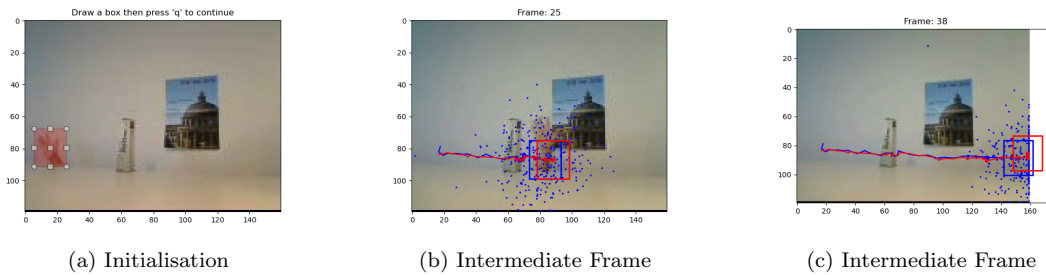 Draw a box then press 'q' to continue
0
20
40
60
80
100
0 20 40 60 80 100 120 140
(a) Initialisation
Frame: 25
0
20
40
60
80
100
0 20 40 60 80 100 120 140
(b) Intermediate Frame
Frame: 38
0
20
40
60
80
100
0 20 40 60 80 100 120 140 160
(c) Intermediate Frame